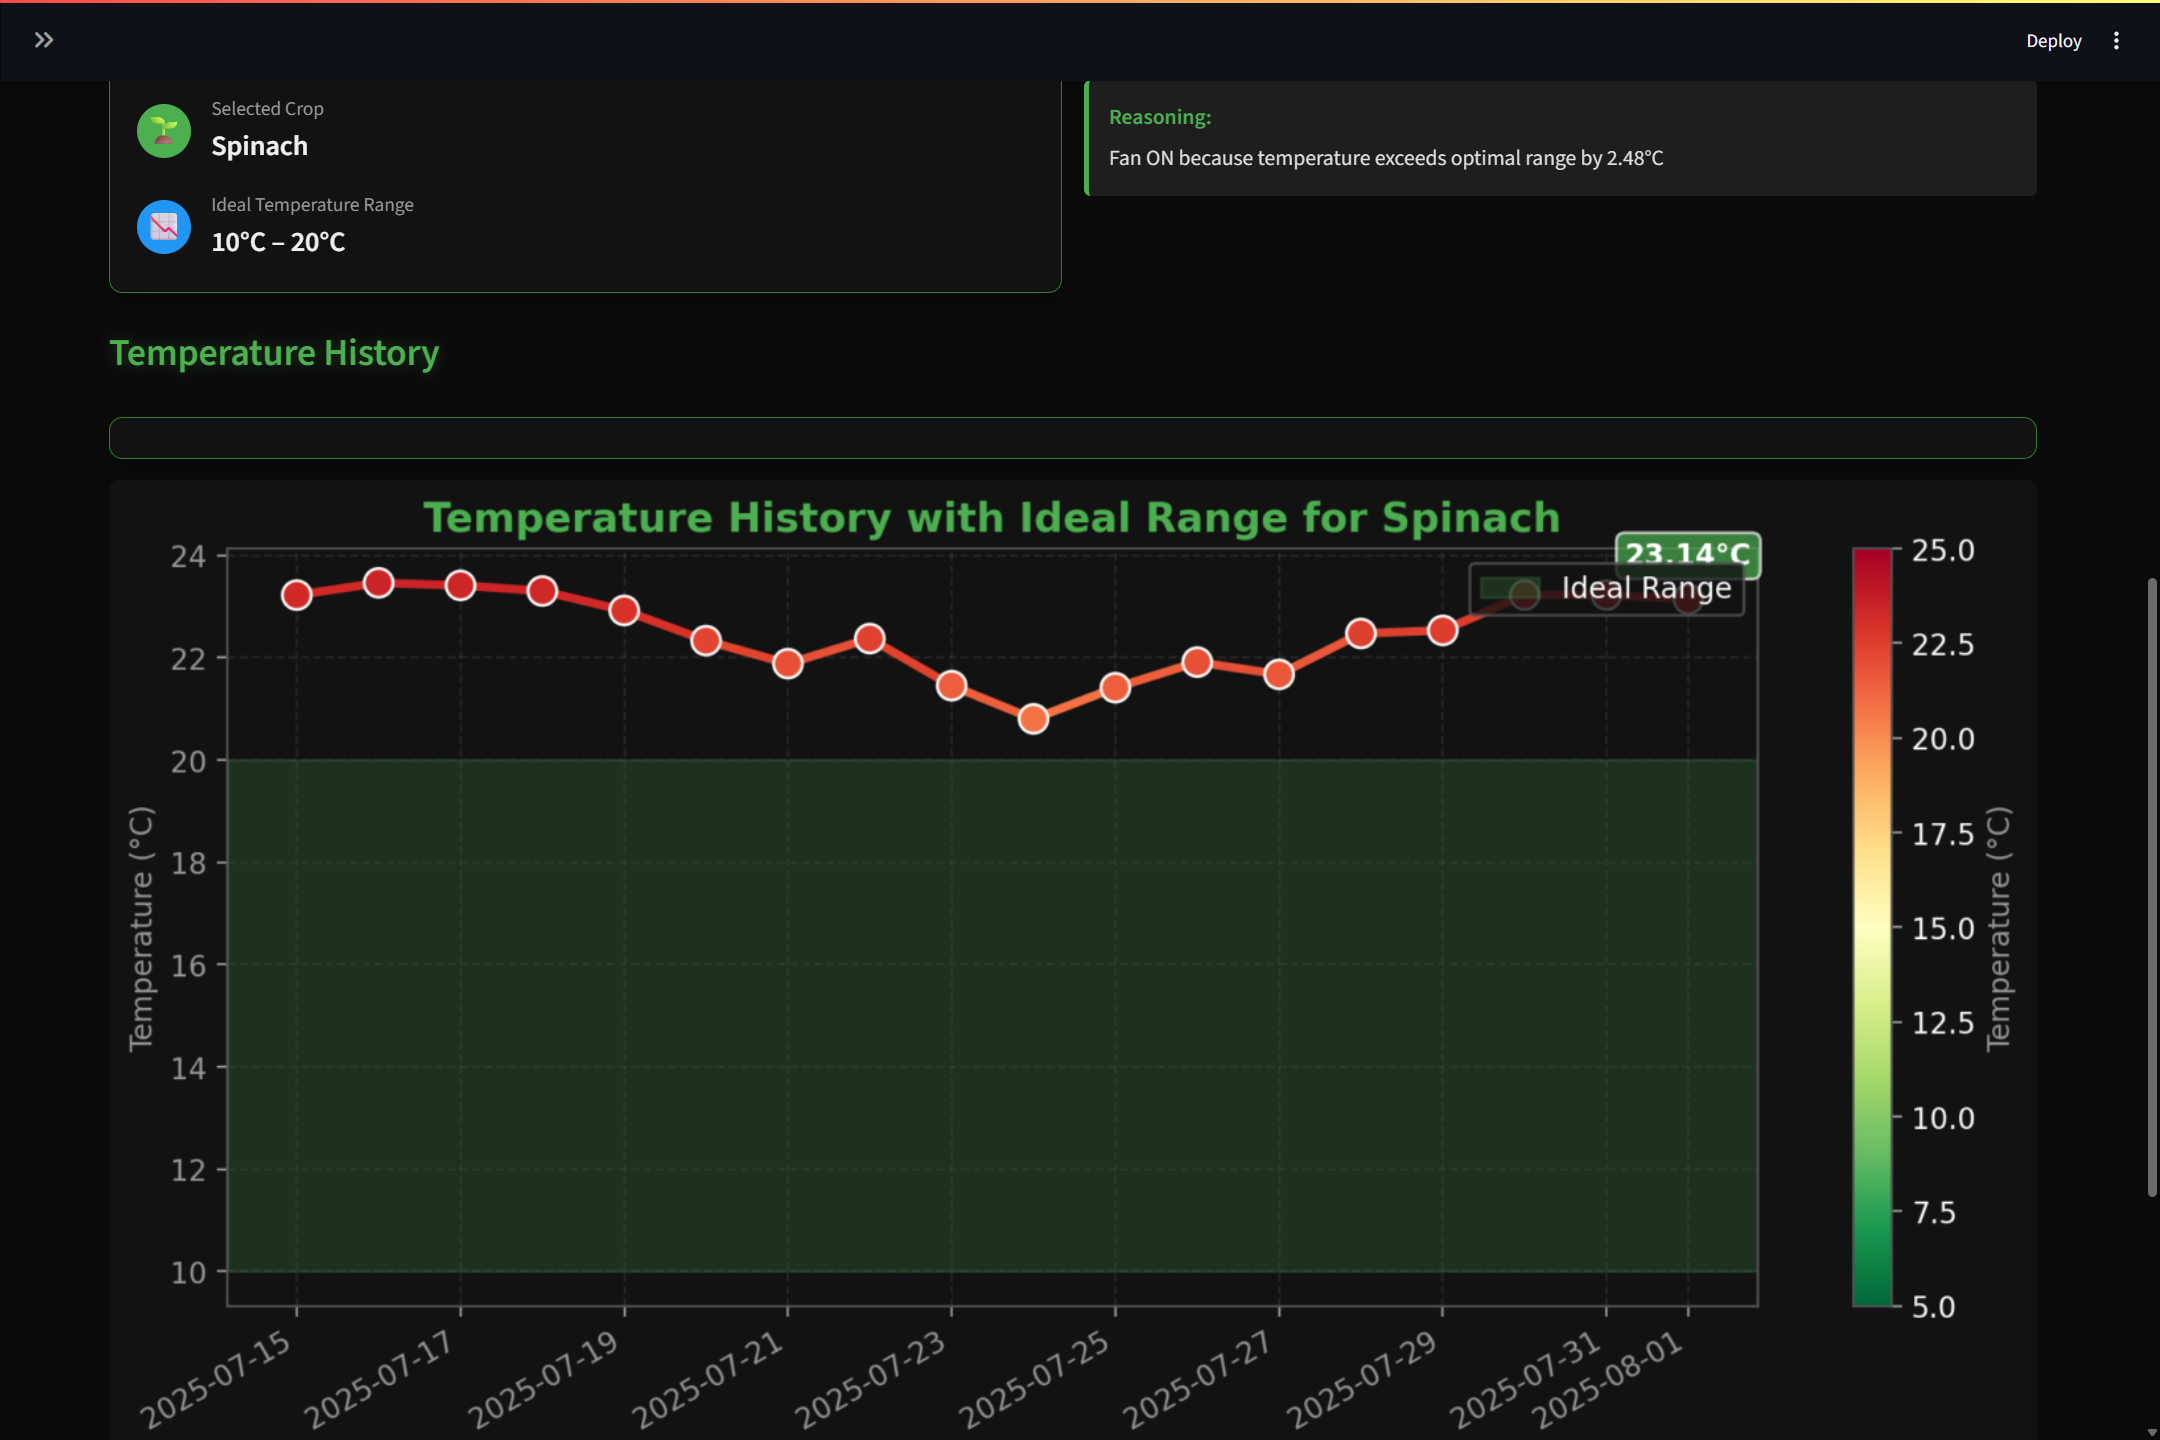 Deploy
Selected Crop
Spinach
Ideal Temperature Range
10°C – 20°C
Reasoning:
Fan ON because temperature exceeds optimal range by 2.48°C
Temperature History
Temperature History with Ideal Range for Spinach
23.14°C
Ideal Range
24
22
20
18
16
14
12
10
Temperature (°C)
2025-07-15
2025-07-17
2025-07-19
2025-07-21
2025-07-23
2025-07-25
2025-07-27
2025-07-29
2025-07-31
2025-08-01
25.0
22.5
20.0
17.5
15.0
12.5
10.0
7.5
5.0
Temperature (°C)